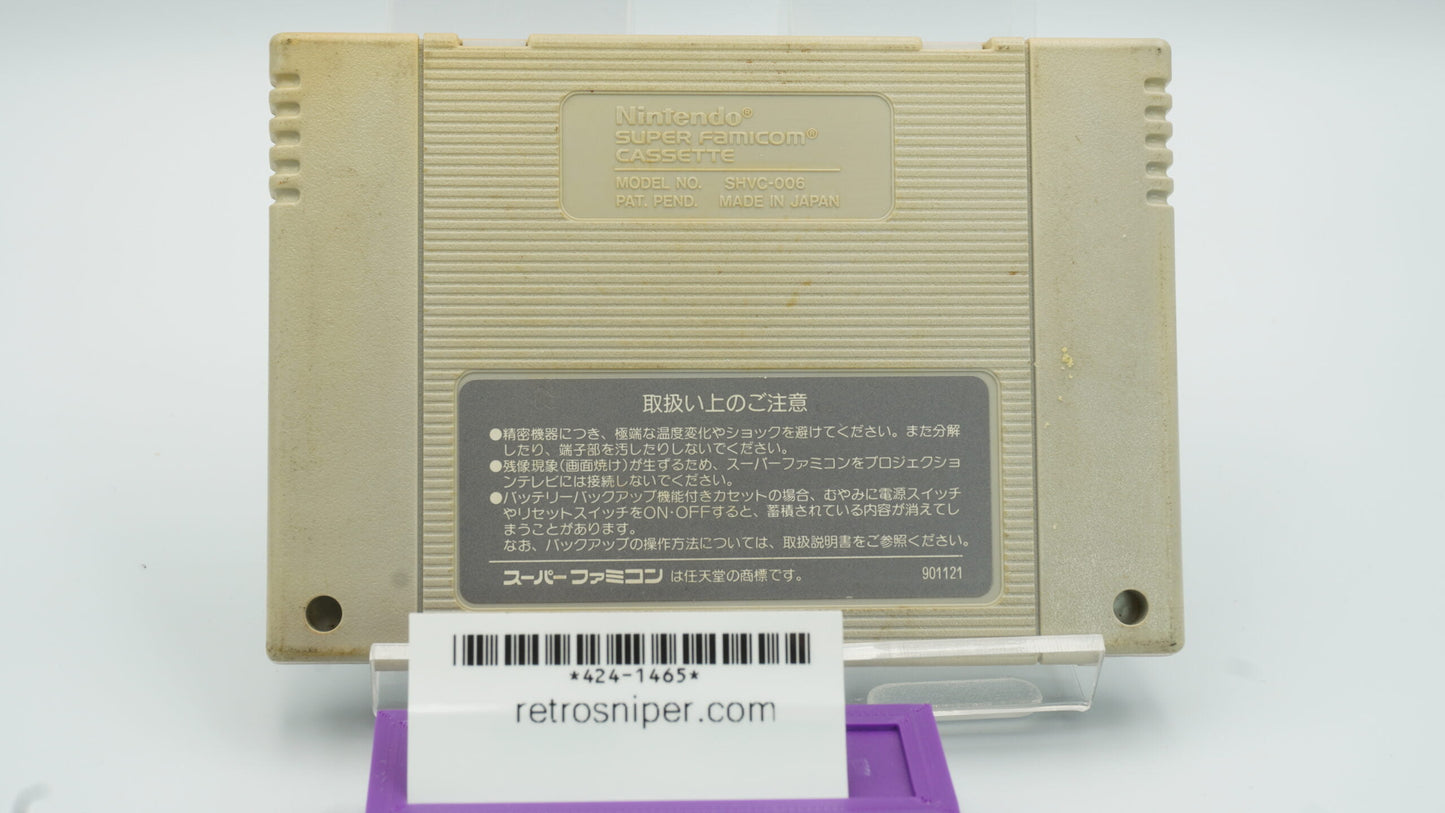 Nintendo®
SUPER FAMICOM®
CASSETTE
MODEL NO. SHVC-006
PAT. PEND. MADE IN JAPAN
取扱い上のご注意
●精密機器につき、極端な温度変化やショックを避けてください。また分解
したり、端子部を汚したりしないでください。
●残像現象(画面焼け)が生ずるため、スーパーファミコンをプロジェクショ
ンテレビには接続しないでください。
●バッテリーバックアップ機能付きカセットの場合、むやみに電源スイッチ
やリセットスイッチをON・OFFすると、蓄積されている内容が消えてし
まうことがあります。
なお、バックアップの操作方法については、取扱説明書をご参照ください。
スーパーファミコン は任天堂の商標です。 901121
*424-1465*
retrosniper.com